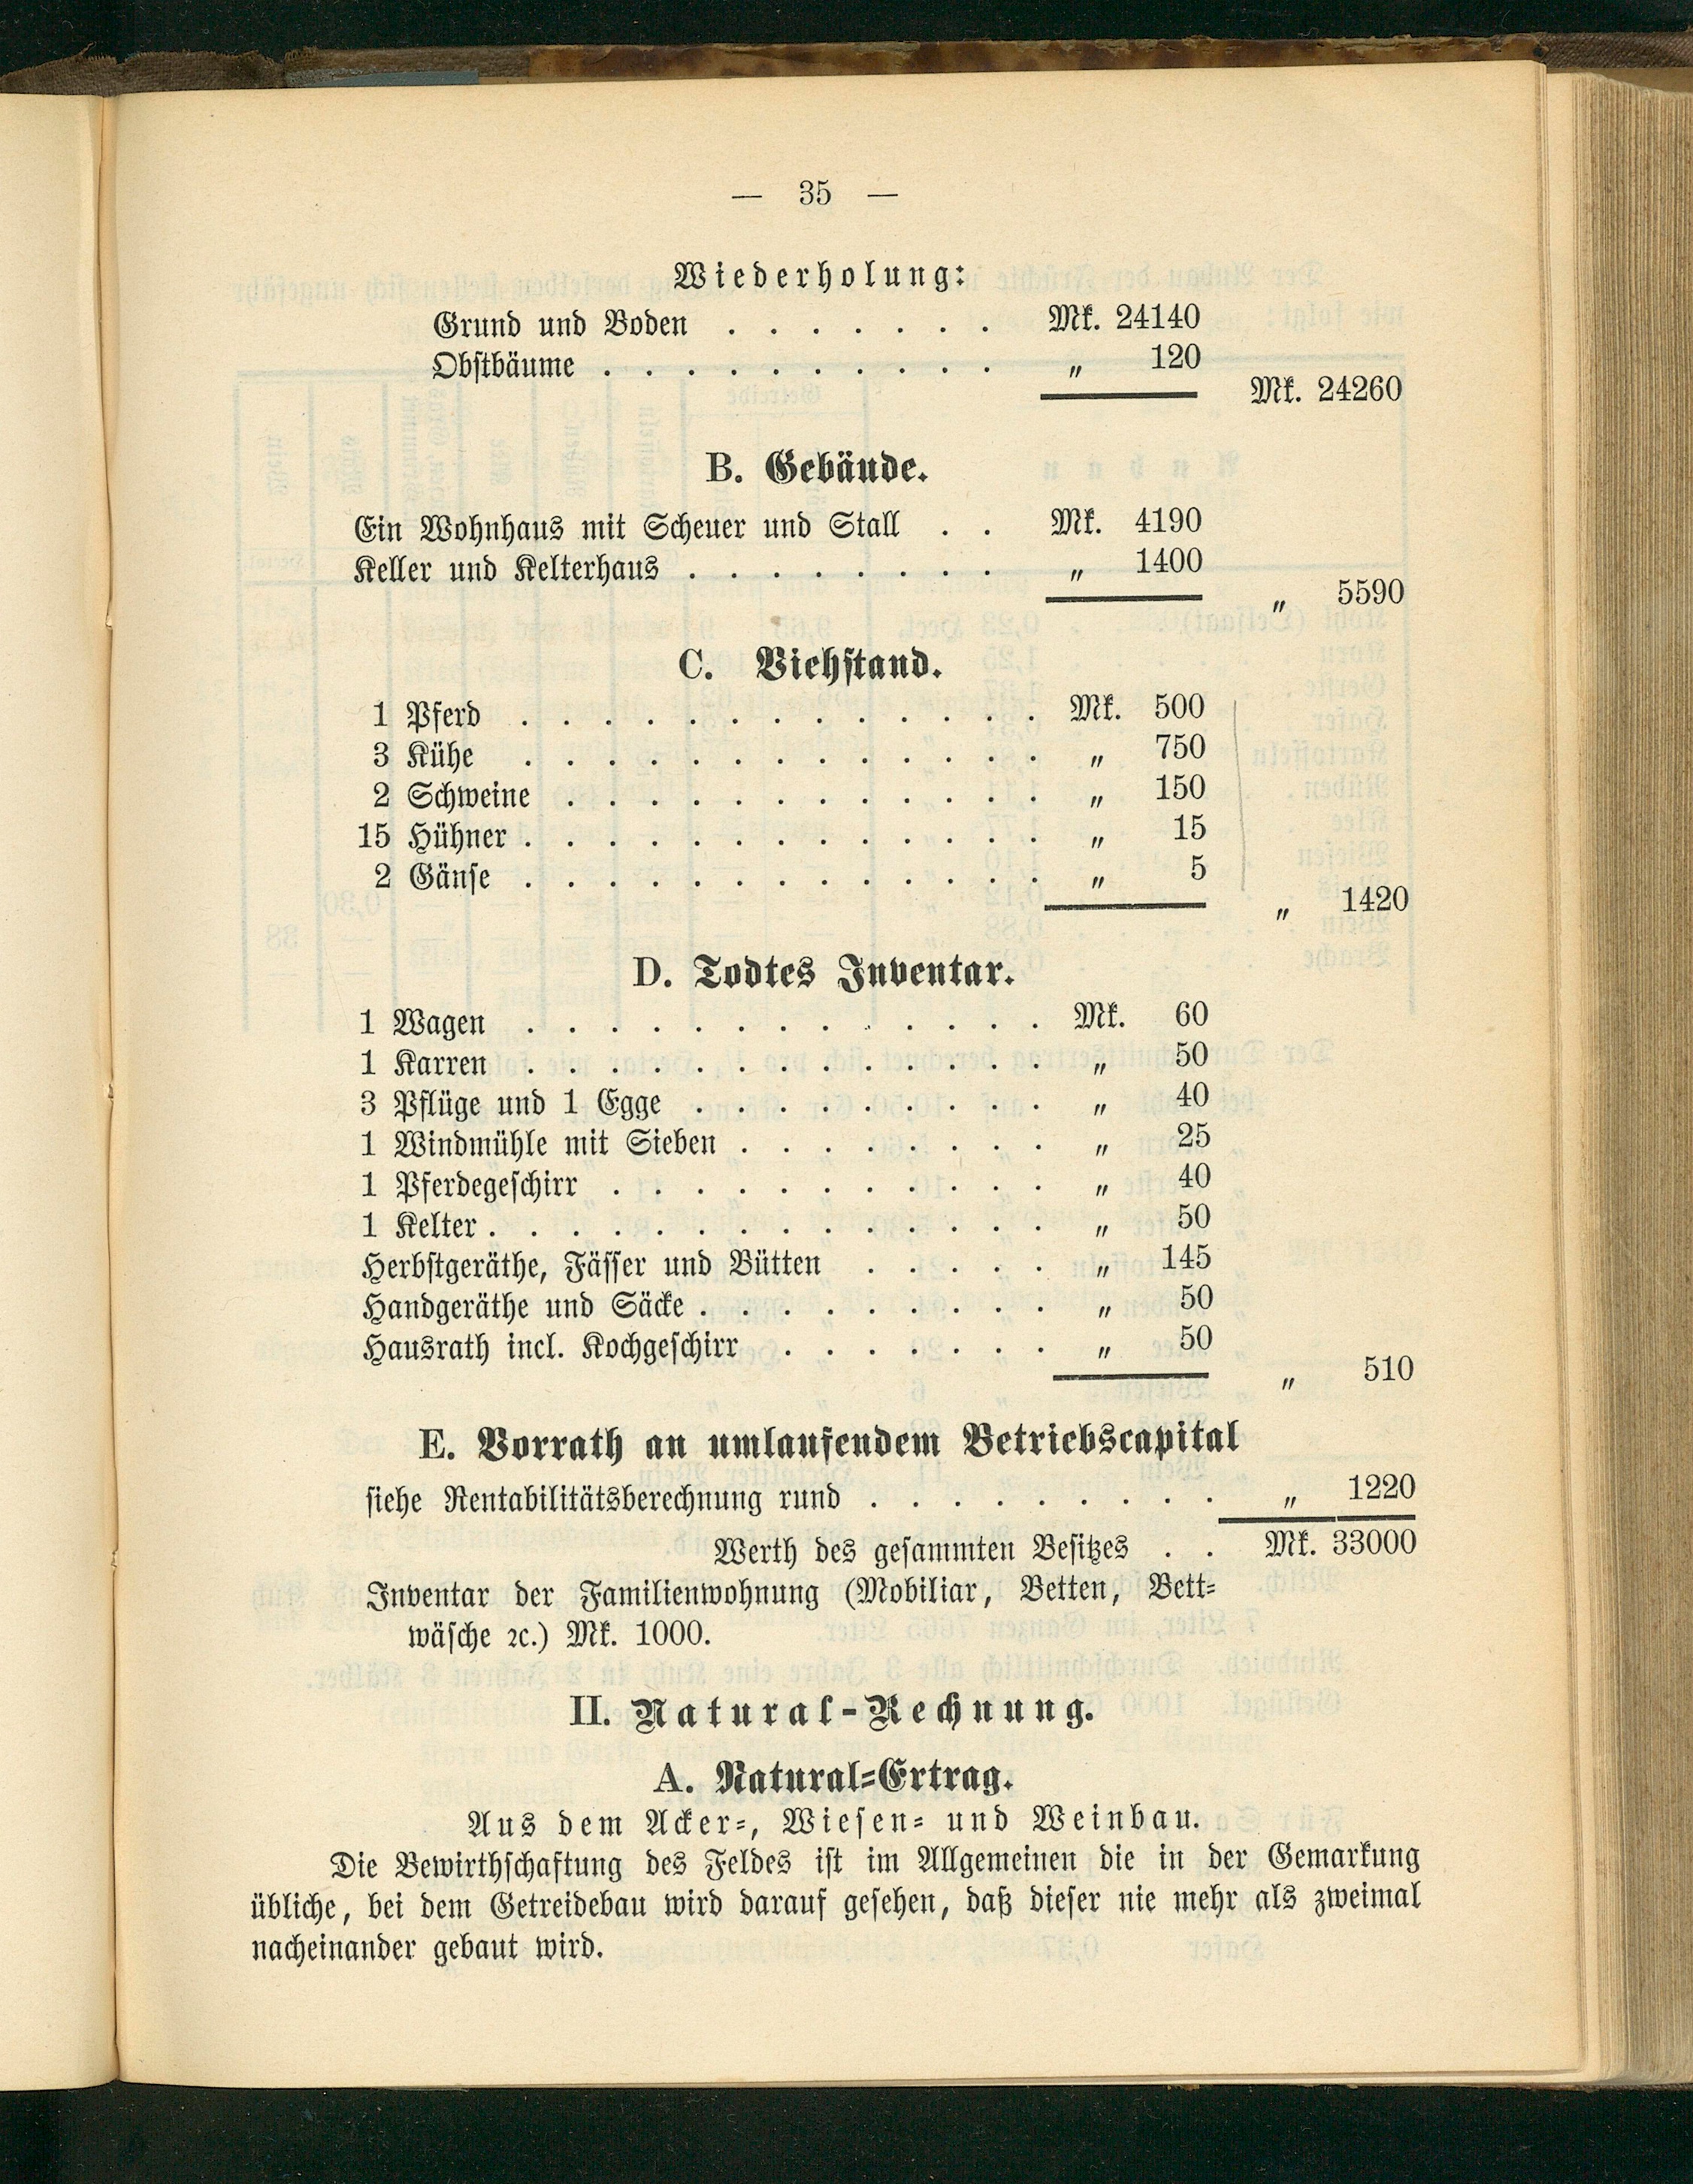 — 35 —
Wiederholung:
Grund und Boden . . . . . . . Mk. 24140
Obstbäume . . . . . . . . . . „ 120
Mk. 24260
B. Gebäude.
Ein Wohnhaus mit Scheuer und Stall . . Mk. 4190
Keller und Kelterhaus . . . . . . . . „ 1400
„ 5590
C. Viehstand.
1 Pferd . . . . . . . . . . . . . Mk. 500
3 Kühe . . . . . . . . . . . . . „ 750
2 Schweine . . . . . . . . . . . . „ 150
15 Hühner . . . . . . . . . . . . . „ 15
2 Gänse . . . . . . . . . . . . . „ 5
„ 1420
D. Todtes Inventar.
1 Wagen . . . . . . . . . . . . . Mk. 60
1 Karren . . . . . . . . . . . . . „ 50
3 Pflüge und 1 Egge . . . . . . . . . „ 40
1 Windmühle mit Sieben . . . . . . . . „ 25
1 Pferdegeschirr . . . . . . . . . . . „ 40
1 Kelter . . . . . . . . . . . . . . „ 50
Herbstgeräthe, Fässer und Bütten . . . . . „ 145
Handgeräthe und Säcke . . . . . . . . . „ 50
Hausrath incl. Kochgeschirr . . . . . . . „ 50
„ 510
E. Vorrath an umlaufendem Betriebscapital
siehe Rentabilitätsberechnung rund . . . . . . . . . „ 1220
Werth des gesammten Besitzes . . Mk. 33000
Inventar der Familienwohnung (Mobiliar, Betten, Bett-
wäsche ꝛc.) Mk. 1000.
II. Natural-Rechnung.
A. Natural-Ertrag.
Aus dem Acker-, Wiesen- und Weinbau.
Die Bewirthschaftung des Feldes ist im Allgemeinen die in der Gemarkung
übliche, bei dem Getreidebau wird darauf gesehen, daß dieser nie mehr als zweimal
nacheinander gebaut wird.